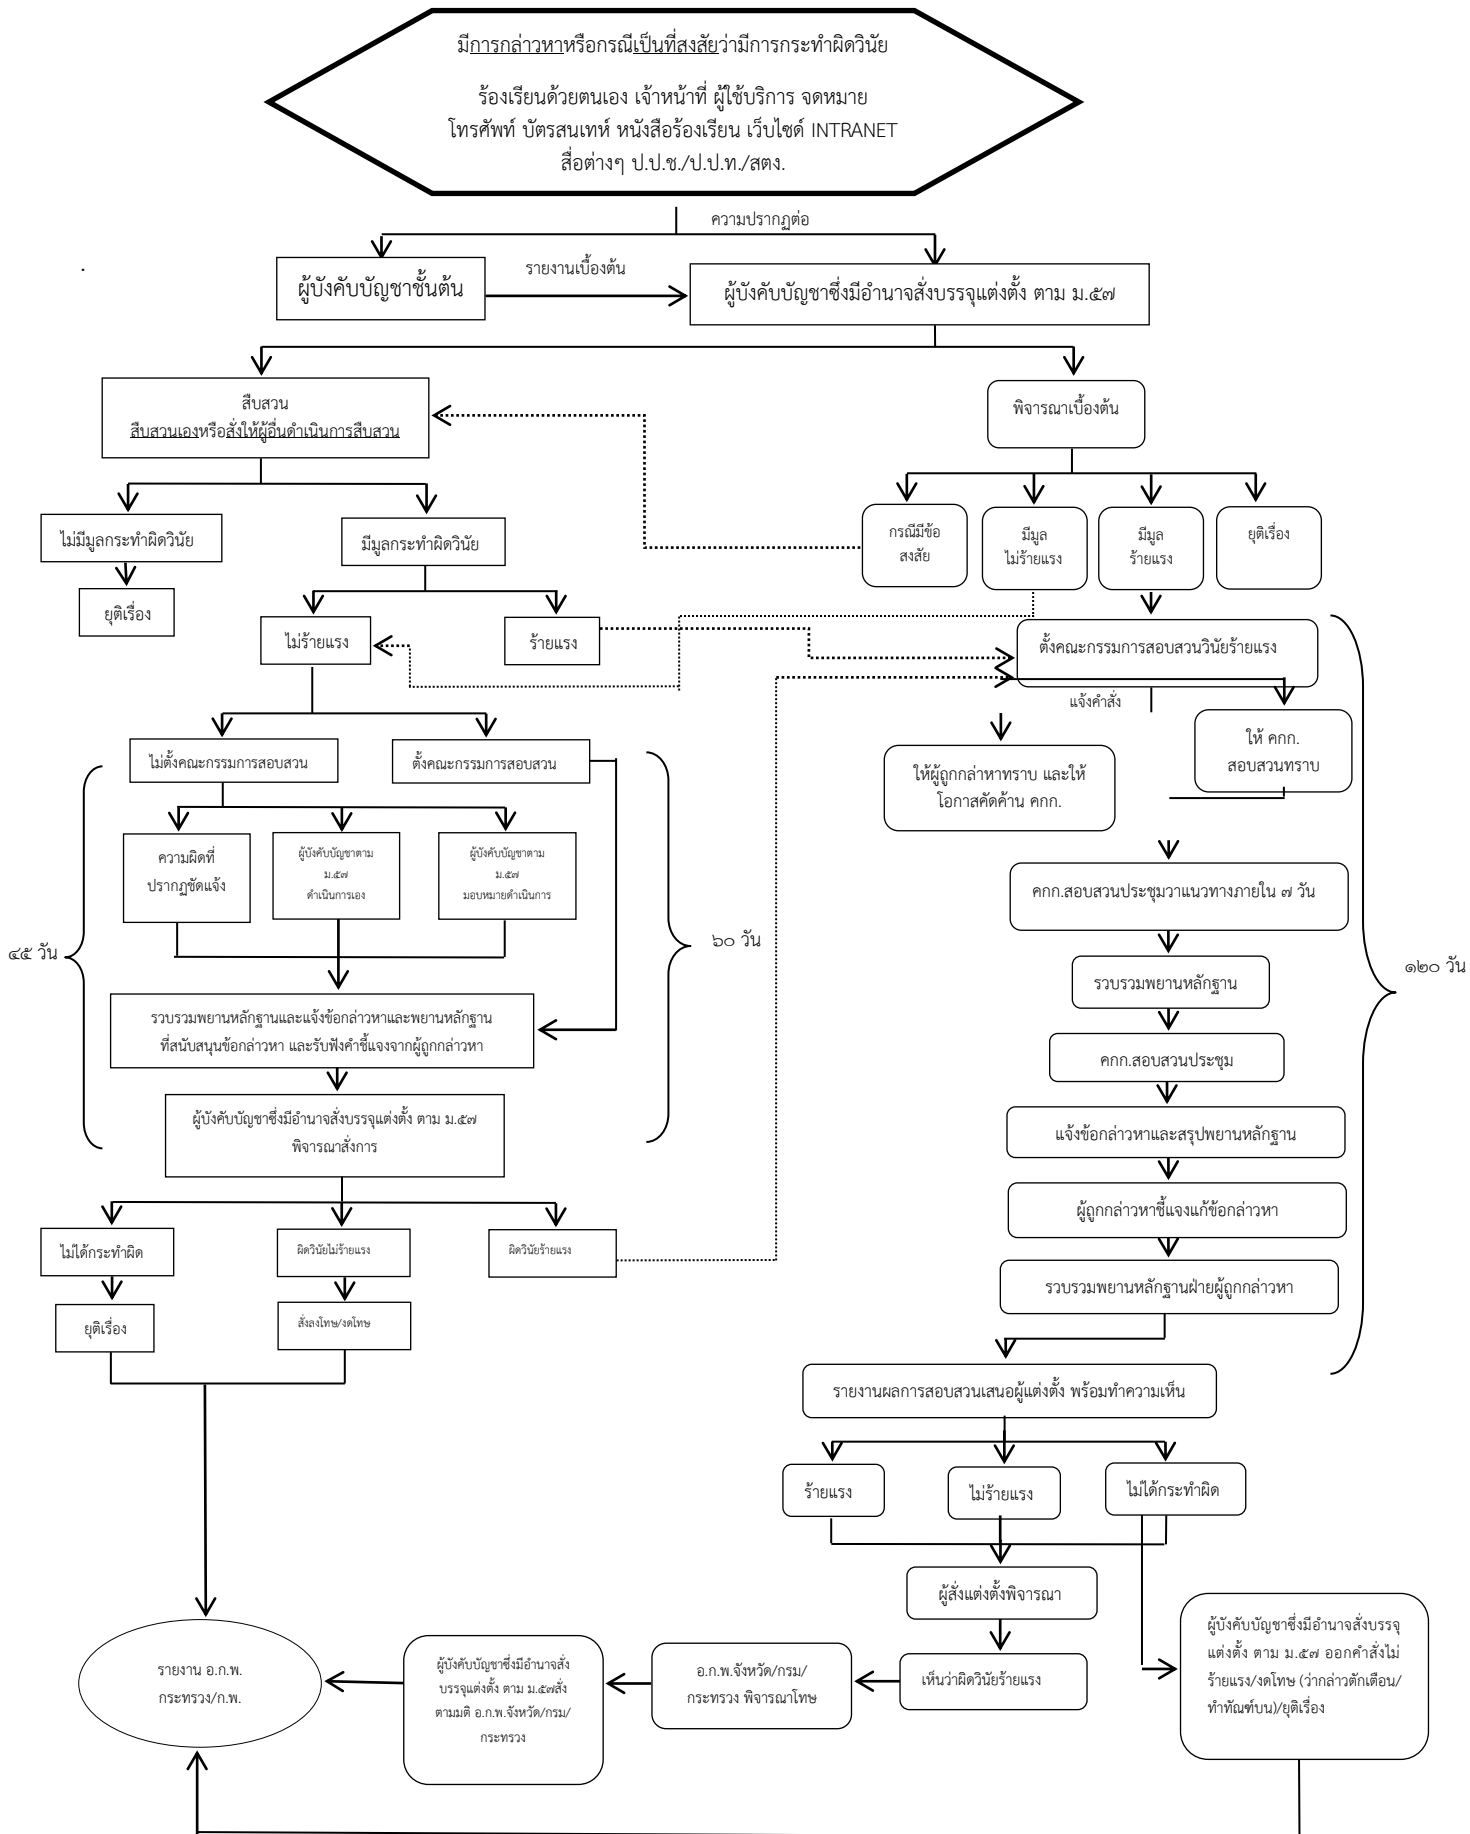 มีการกล่าวหาหรือกรณีเป็นที่สงสัยว่ามีการกระทำผิดวินัย
ร้องเรียนด้วยตนเอง เจ้าหน้าที่ ผู้ใช้บริการ จดหมาย
โทรศัพท์ บัตรสนเทห์ หนังสือร้องเรียน เว็บไซด์ INTRANET
สื่อต่างๆ ป.ป.ช./ป.ป.ท./สตง.
ความปรากฏต่อ
ผู้บังคับบัญชาชั้นต้น
รายงานเบื้องต้น
ผู้บังคับบัญชาซึ่งมีอำนาจสั่งบรรจุแต่งตั้ง ตาม ม.๕๗
สืบสวน
สืบสวนเองหรือสั่งให้ผู้อื่นดำเนินการสืบสวน
พิจารณาเบื้องต้น
ไม่มีมูลกระทำผิดวินัย
มีมูลกระทำผิดวินัย
กรณีมีข้อ
สงสัย
มีมูล
ไม่ร้ายแรง
มีมูล
ร้ายแรง
ยุติเรื่อง
ยุติเรื่อง
ไม่ร้ายแรง
ร้ายแรง
ตั้งคณะกรรมการสอบสวนวินัยร้ายแรง
แจ้งคำสั่ง
ให้ผู้ถูกกล่าหาทราบ และให้
โอกาสคัดค้าน คกก.
ให้ คกก.
สอบสวนทราบ
ไม่ตั้งคณะกรรมการสอบสวน
ตั้งคณะกรรมการสอบสวน
ความผิดที่
ปรากฏชัดแจ้ง
ผู้บังคับบัญชาตาม
ม.๕๗
ดำเนินการเอง
ผู้บังคับบัญชาตาม
ม.๕๗
มอบหมายดำเนินการ
คกก.สอบสวนประชุมวาแนวทางภายใน ๗ วัน
๔๕ วัน
๖๐ วัน
๑๒๐ วัน
รวบรวมพยานหลักฐาน
รวบรวมพยานหลักฐานและแจ้งข้อกล่าวหาและพยานหลักฐาน
ที่สนับสนุนข้อกล่าวหา และรับฟังคำชี้แจงจากผู้ถูกกล่าวหา
คกก.สอบสวนประชุม
ผู้บังคับบัญชาซึ่งมีอำนาจสั่งบรรจุแต่งตั้ง ตาม ม.๕๗
พิจารณาสั่งการ
แจ้งข้อกล่าวหาและสรุปพยานหลักฐาน
ผู้ถูกกล่าวหาชี้แจงแก้ข้อกล่าวหา
ไม่ได้กระทำผิด
ผิดวินัยไม่ร้ายแรง
ผิดวินัยร้ายแรง
รวบรวมพยานหลักฐานฝ่ายผู้ถูกกล่าวหา
ยุติเรื่อง
สั่งลงโทษ/งดโทษ
รายงานผลการสอบสวนเสนอผู้แต่งตั้ง พร้อมทำความเห็น
ร้ายแรง
ไม่ร้ายแรง
ไม่ได้กระทำผิด
ผู้สั่งแต่งตั้งพิจารณา
ผู้บังคับบัญชาซึ่งมีอำนาจสั่งบรรจุ
แต่งตั้ง ตาม ม.๕๗ ออกคำสั่งไม่
ร้ายแรง/งดโทษ (ว่ากล่าวตักเตือน/
ทำทัณฑ์บน)/ยุติเรื่อง
รายงาน อ.ก.พ.
กระทรวง/ก.พ.
ผู้บังคับบัญชาซึ่งมีอำนาจสั่ง
บรรจุแต่งตั้ง ตาม ม.๕๗สั่ง
ตามมติ อ.ก.พ.จังหวัด/กรม/
กระทรวง
อ.ก.พ.จังหวัด/กรม/
กระทรวง พิจารณาโทษ
เห็นว่าผิดวินัยร้ายแรง